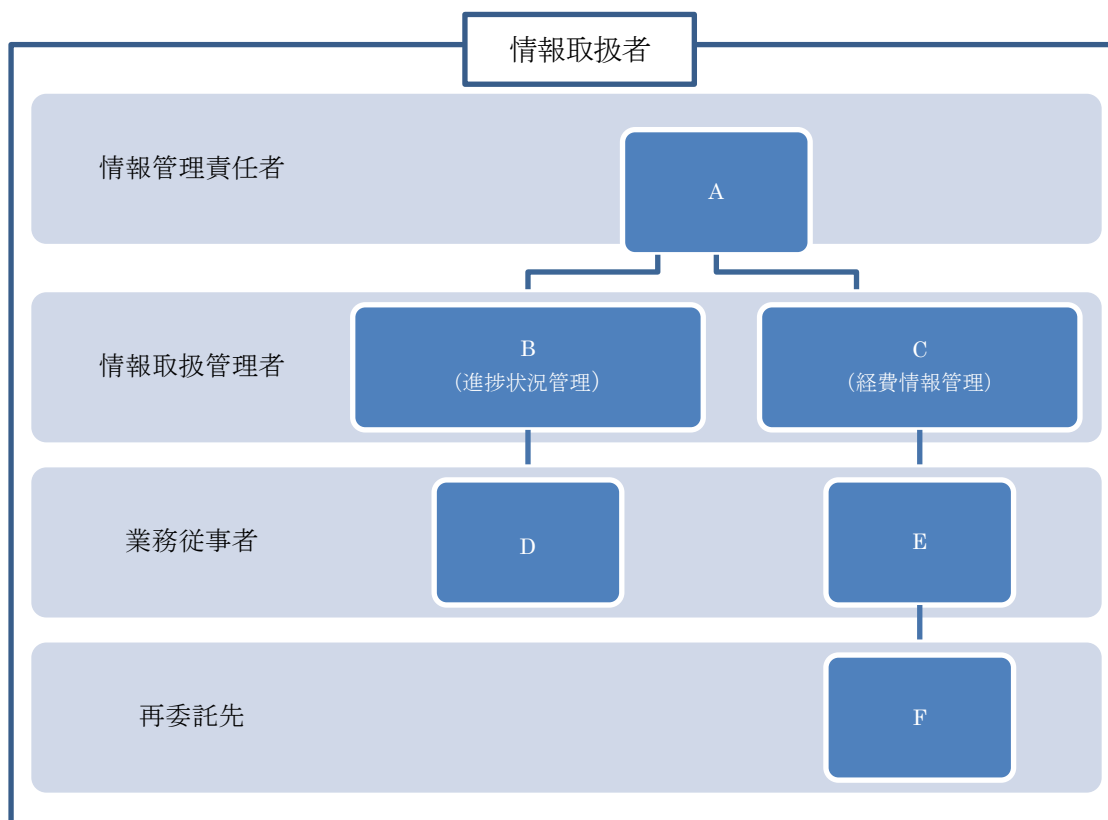 情報取扱者
情報管理責任者
A
情報取扱管理者
B
（進捗状況管理）
C
（経費情報管理）
業務従事者
D
E
再委託先
F